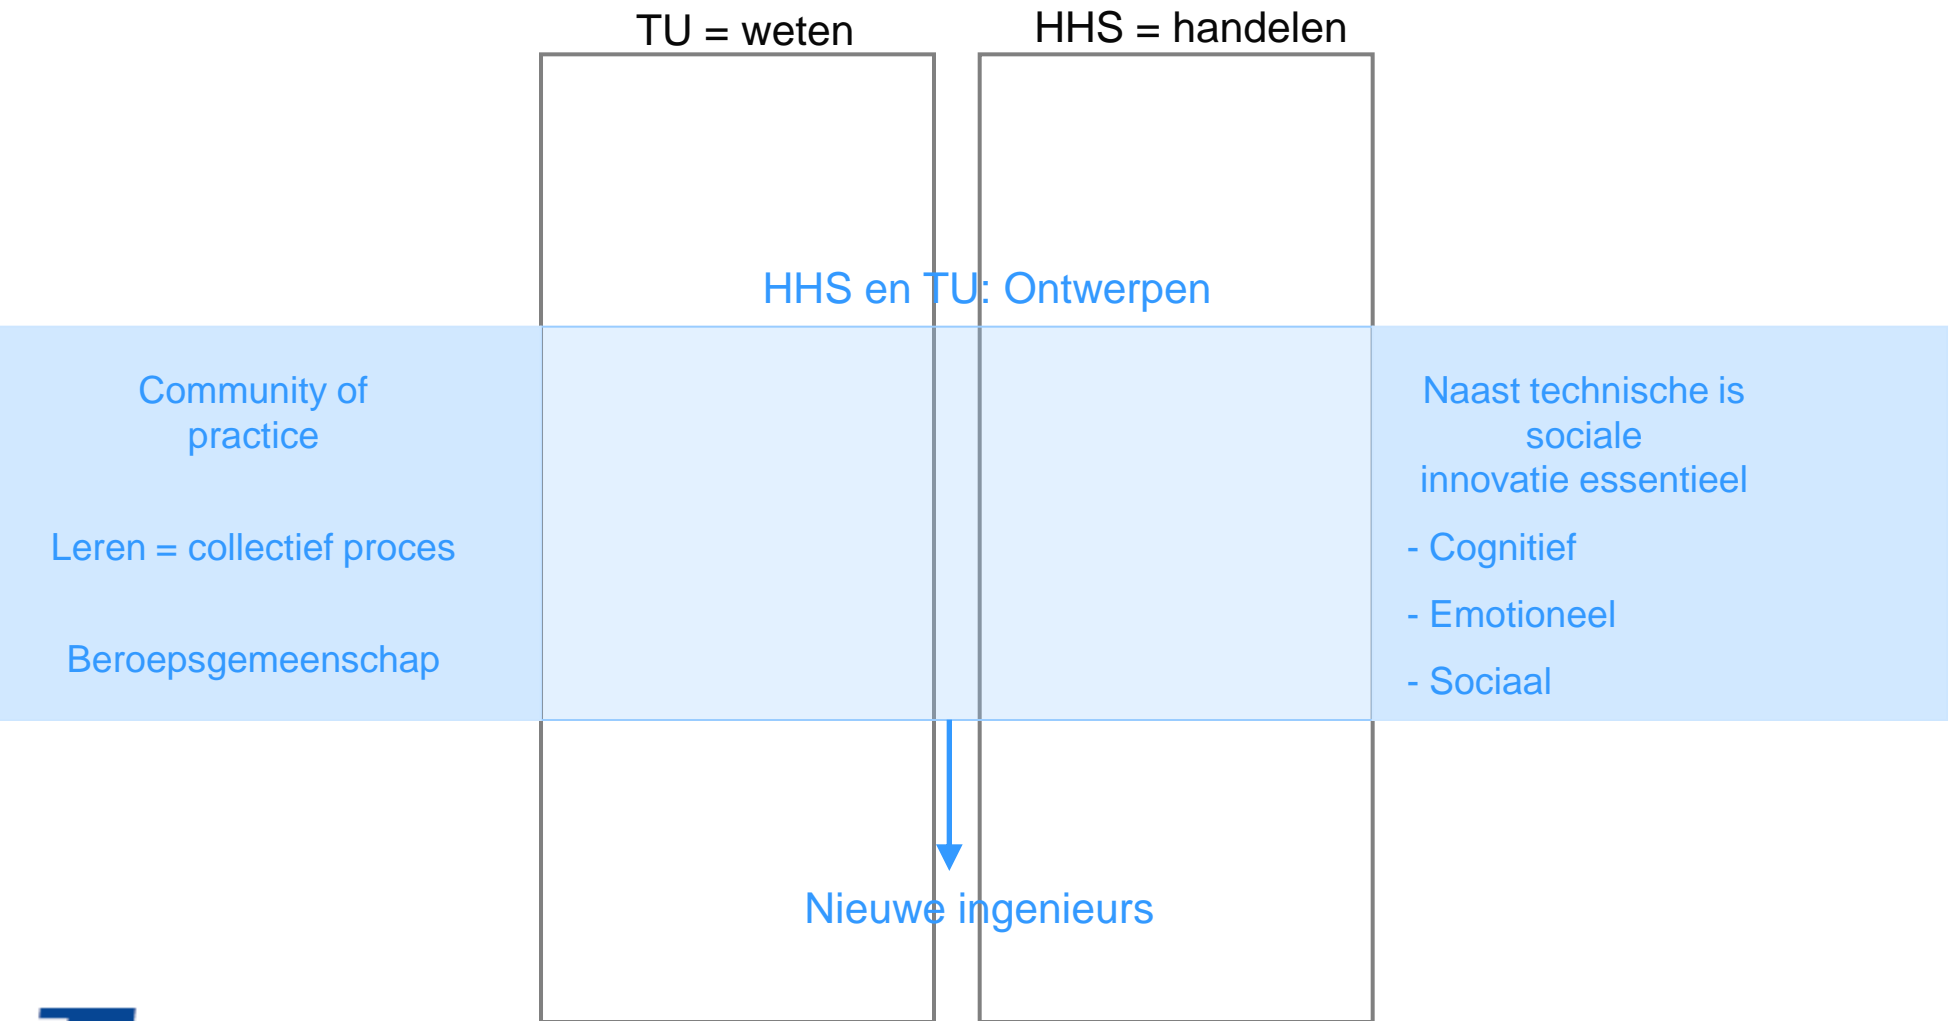 TU = weten
HHS = handelen
HHS en TU: Ontwerpen
Community of
practice
Leren = collectief proces
Beroepsgemeenschap
Naast technische is
sociale
innovatie essentieel
- Cognitief
- Emotioneel
- Sociaal
Nieuwe ingenieurs